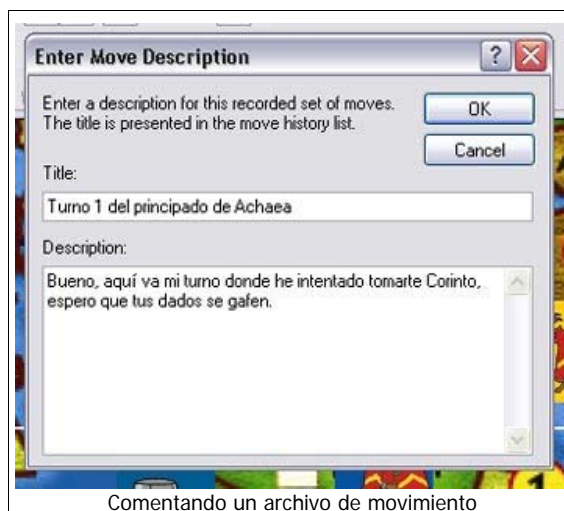 Enter Move Description
?
Enter a description for this recorded set of moves.
The title is presented in the move history list.
OK
Cancel
Title:
Turno 1 del principado de Achaea
Description:
Bueno, aquí va mi turno donde he intentado tomarte Corinto,
espero que tus dados se gafen.
1
Comentando un archivo de movimiento